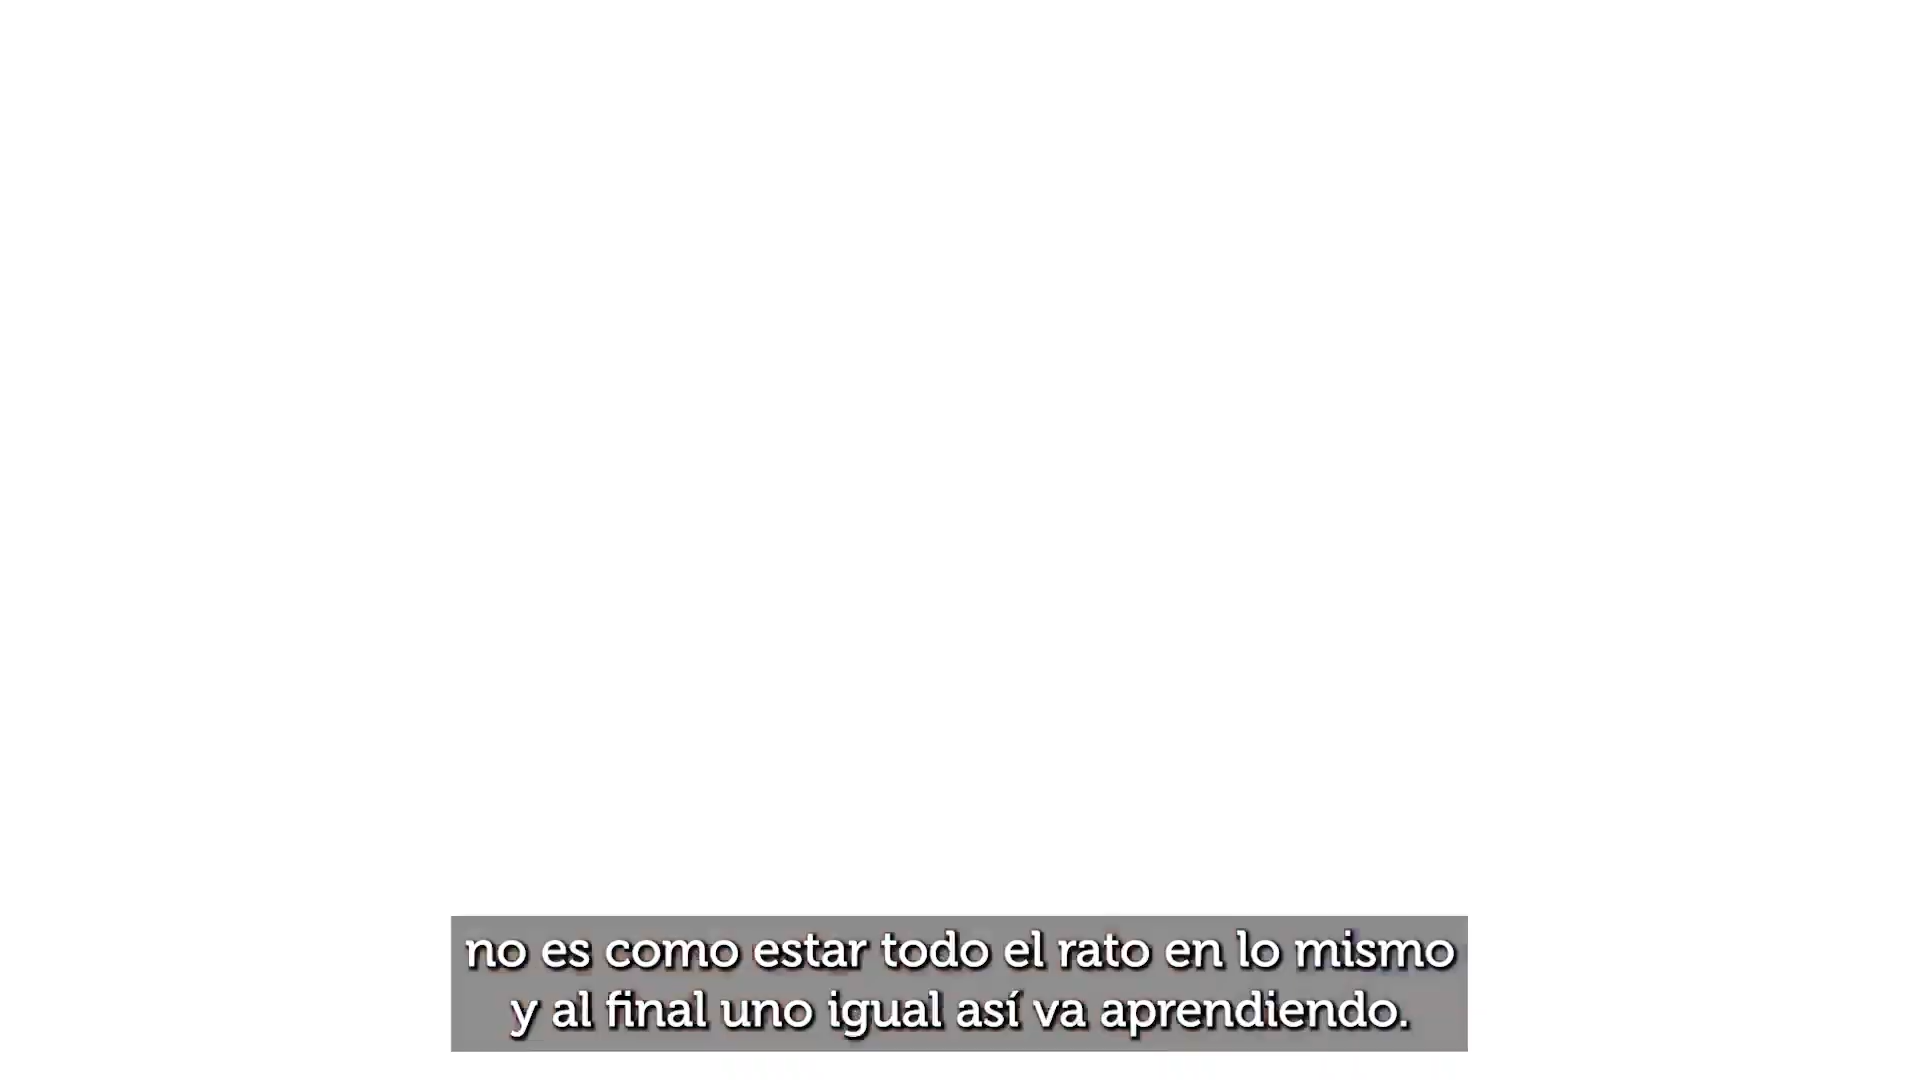 no es como estar todo el rato en lo mismo
y al final uno igual así va aprendiendo.